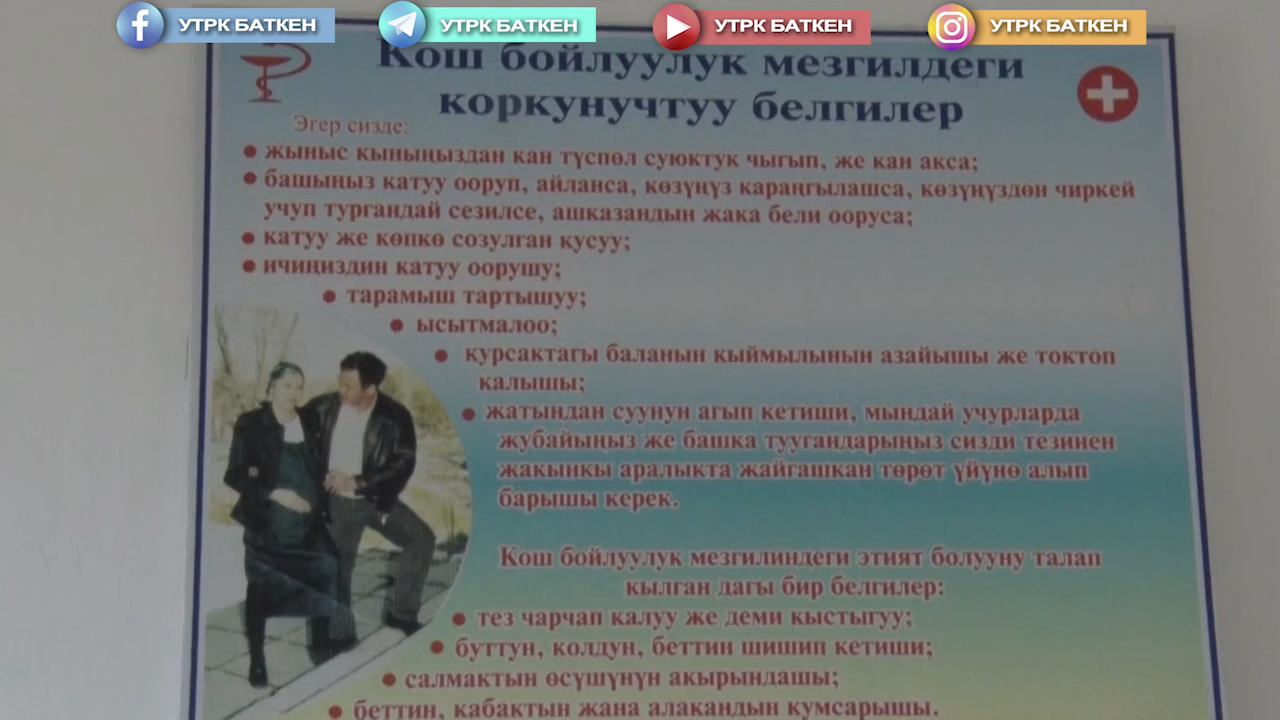 УТРК БАТКЕН
УТРК БАТКЕН
УТРК БАТКЕН
УТРК БАТКЕН
Кош бойлуулук мезгилдеги
коркунучтуу белгилер
Эгер сизде:
• жыныс кыныңыздан кан түспөл суюктук чыгып, же кан акса;
• башыңыз катуу ооруп, айланса, көзүңүз караңгылашса, көзүңүздөн чиркей
учуп тургандай сезилсе, ашказандын жака бели ооруса;
• катуу же көпкө созулган кусуу;
• ичиңиздин катуу оорушу;
• тарамыш тартышуу;
• ысытмалоо;
• курсактагы баланын кыймылынын азайышы же токтоп
калышы;
• жатындан суунун агып кетиши, мындай учурларда
жубайыңыз же башка туугандарыңыз сизди тезинен
жакынкы аралыкта жайгашкан төрөт үйүнө алып
барышы керек.
Кош бойлуулук мезгилиндеги этият болууну талап
кылган дагы бир белгилер:
• тез чарчап калуу же деми кыстыгуу;
• буттун, колдун, беттин шишип кетиши;
• салмактын өсүшүнүн акырындашы;
• беттин, кабактын жана алакандын кумсарышы.